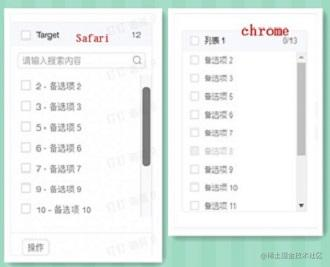 Target
12
Safari
请输入搜索内容
2 - 备选项 2
3 - 备选项 3
5 - 备选项 5
6 - 备选项 6
7 - 备选项 7
9 - 备选项 9
10 - 备选项 10
操作
chrome
列表 1
0/13
备选项 2
备选项 3
备选项 5
备选项 6
备选项 7
备选项 8
备选项 9
备选项 10
备选项 11
@稀土掘金技术社区